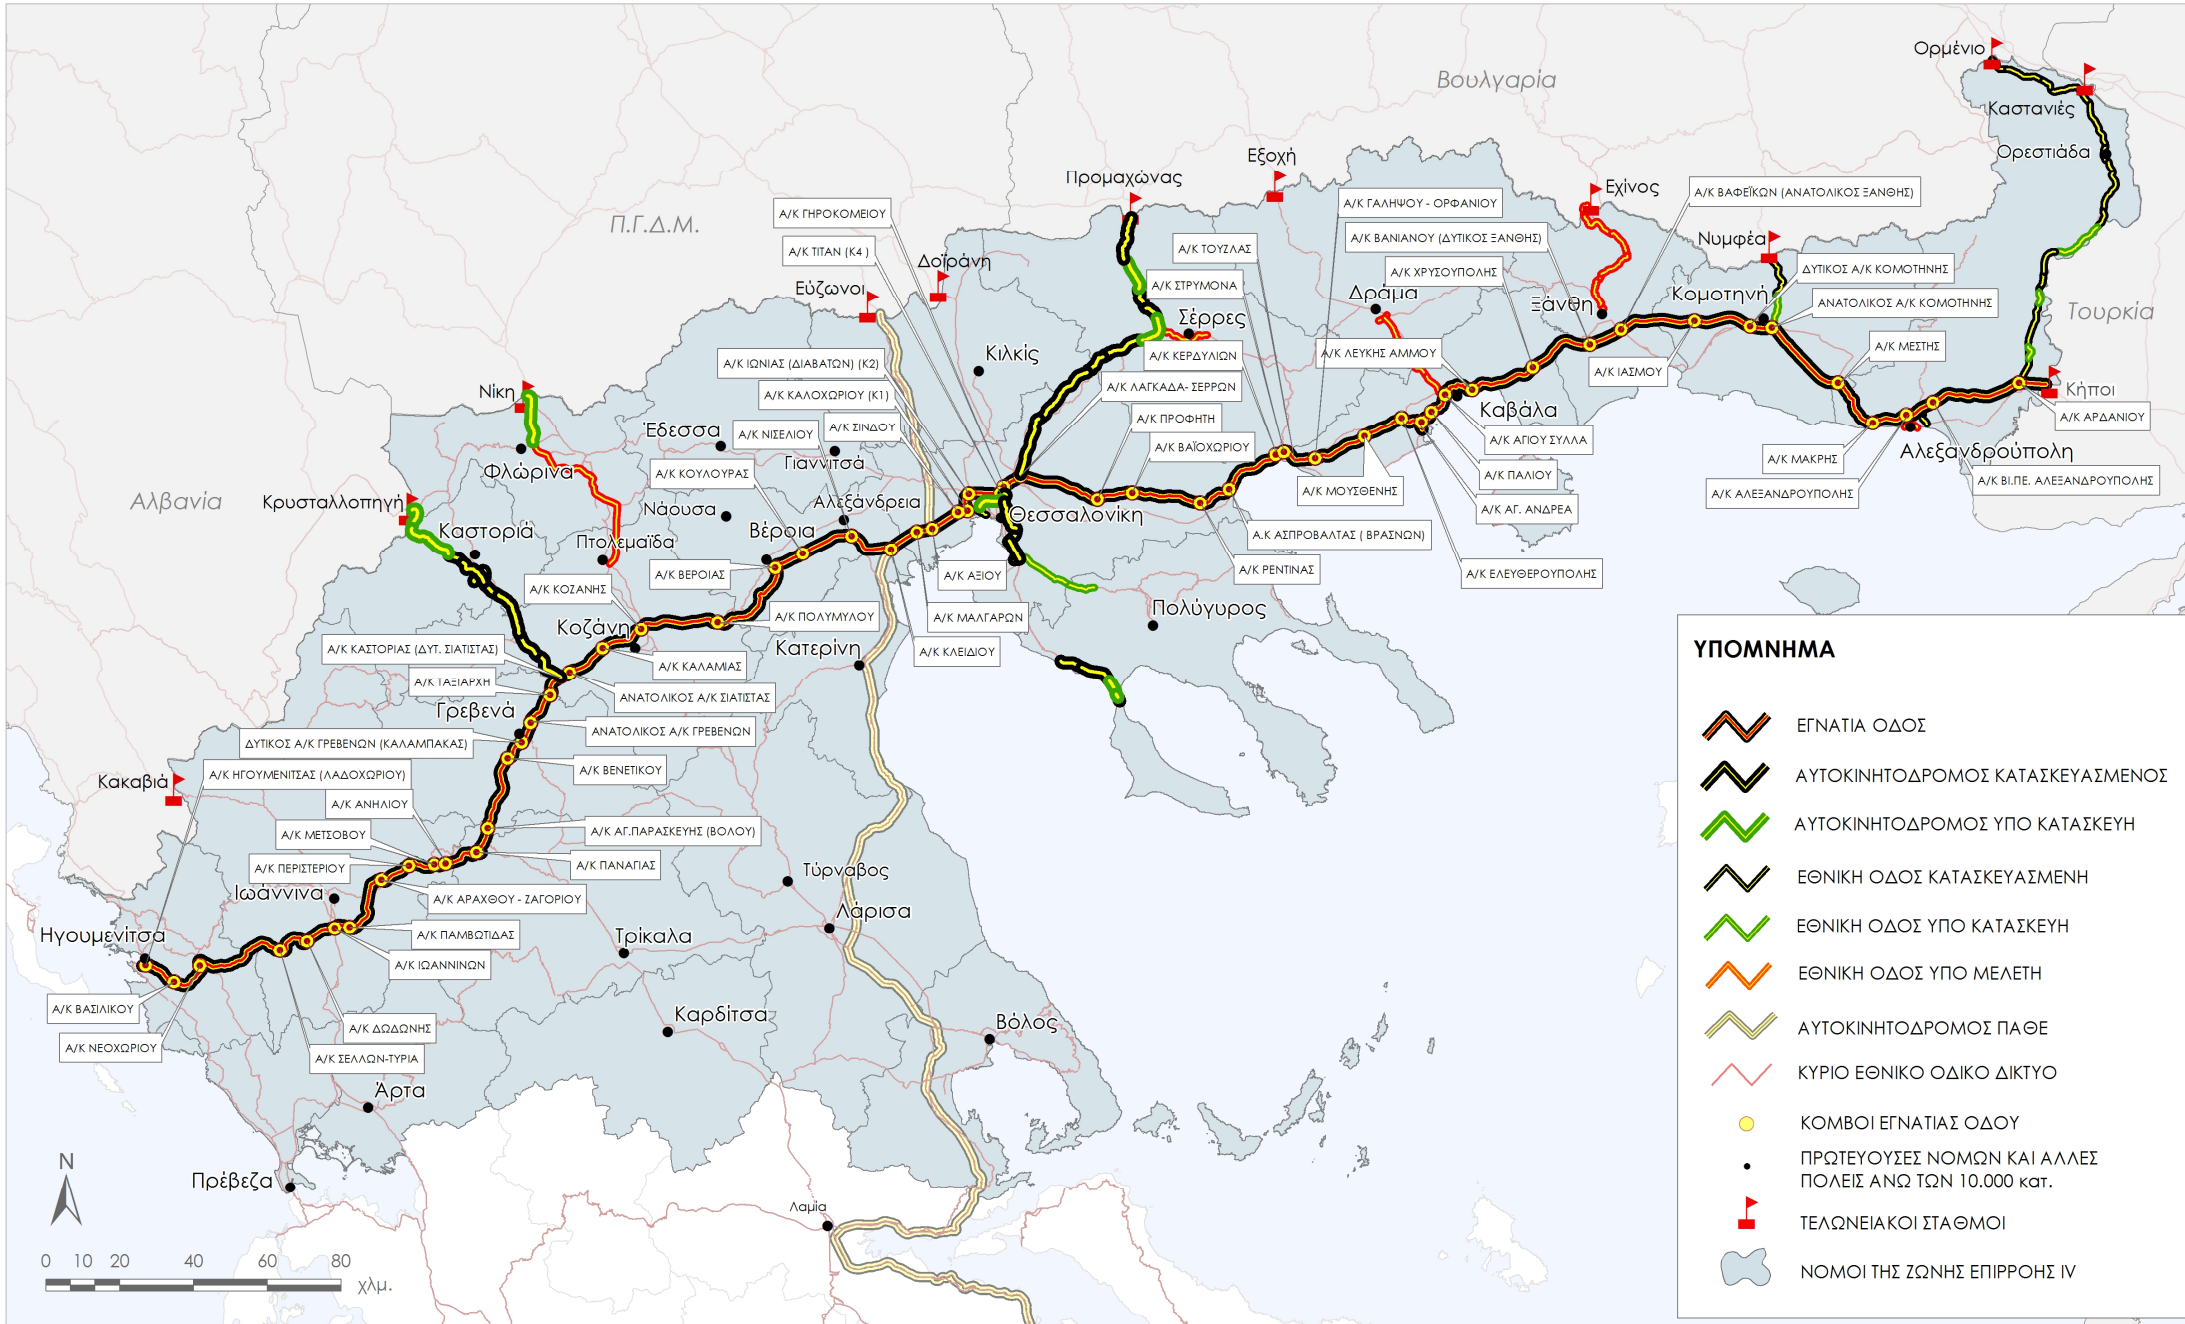 Ορμένιο
Βουλγαρία
Καστανιές
Ορεστιάδα
Εξοχή
Προμαχώνας
Εχίνος
Α/Κ ΒΑΦΕΪΚΩΝ (ΑΝΑΤΟΛΙΚΟΣ ΞΑΝΘΗΣ)
Α/Κ ΓΑΛΗΨΟΥ - ΟΡΦΑΝΙΟΥ
Α/Κ ΓΗΡΟΚΟΜΕΙΟΥ
Π.Γ.Δ.Μ.
Α/Κ ΒΑΝΙΑΝΟΥ (ΔΥΤΙΚΟΣ ΞΑΝΘΗΣ)
Νυμφέα
Α/Κ ΤΙΤΑΝ (Κ4 )
Α/Κ ΤΟΥΖΛΑΣ
Δοϊράνη
Α/Κ ΧΡΥΣΟΥΠΟΛΗΣ
ΔΥΤΙΚΟΣ Α/Κ ΚΟΜΟΤΗΝΗΣ
Εύζωνοι
Α/Κ ΣΤΡΥΜΟΝΑ
Δράμα
Ξάνθη
Κομοτηνή
ΑΝΑΤΟΛΙΚΟΣ Α/Κ ΚΟΜΟΤΗΝΗΣ
Τουρκία
Σέρρες
Κιλκίς
Α/Κ ΙΩΝΙΑΣ (ΔΙΑΒΑΤΩΝ) (Κ2)
Α/Κ ΚΕΡΔΥΛΙΩΝ
Α/Κ ΛΕΥΚΗΣ ΑΜΜΟΥ
Α/Κ ΜΕΣΤΗΣ
Α/Κ ΙΑΣΜΟΥ
Νίκη
Α/Κ ΚΑΛΟΧΩΡΙΟΥ (Κ1)
Α/Κ ΛΑΓΚΑΔΑ- ΣΕΡΡΩΝ
Κήποι
Καβάλα
Α/Κ ΑΡΔΑΝΙΟΥ
Έδεσσα
Α/Κ ΝΙΣΕΛΙΟΥ
Α/Κ ΣΙΝΔΟΥ
Α/Κ ΠΡΟΦΗΤΗ
Α/Κ ΑΓΙΟΥ ΣΥΛΛΑ
Αλεξανδρούπολη
Α/Κ ΒΑΪΟΧΩΡΙΟΥ
Γιαννιτσά
Α/Κ ΜΑΚΡΗΣ
Φλώρινα
Α/Κ ΚΟΥΛΟΥΡΑΣ
Α/Κ ΠΑΛΙΟΥ
Α/Κ ΒΙ.ΠΕ. ΑΛΕΞΑΝΔΡΟΥΠΟΛΗΣ
Α/Κ ΜΟΥΣΘΕΝΗΣ
Α/Κ ΑΛΕΞΑΝΔΡΟΥΠΟΛΗΣ
Αλβανία
Κρυσταλλοπηγή
Νάουσα
Αλεξάνδρεια
Θεσσαλονίκη
Α/Κ ΑΓ. ΑΝΔΡΕΑ
Καστοριά
Πτολεμαΐδα
Βέροια
Α.Κ ΑΣΠΡΟΒΑΛΤΑΣ ( ΒΡΑΣΝΩΝ)
Α/Κ ΒΕΡΟΙΑΣ
Α/Κ ΑΞΙΟΥ
Α/Κ ΡΕΝΤΙΝΑΣ
Α/Κ ΕΛΕΥΘΕΡΟΥΠΟΛΗΣ
Α/Κ ΚΟΖΑΝΗΣ
Πολύγυρος
Α/Κ ΠΟΛΥΜΥΛΟΥ
Α/Κ ΜΑΛΓΑΡΩΝ
Κοζάνη
Α/Κ ΚΑΣΤΟΡΙΑΣ (ΔΥΤ. ΣΙΑΤΙΣΤΑΣ)
Κατερίνη
Α/Κ ΚΛΕΙΔΙΟΥ
Α/Κ ΚΑΛΑΜΙΑΣ
Α/Κ ΤΑΞΙΑΡΧΗ
ΑΝΑΤΟΛΙΚΟΣ Α/Κ ΣΙΑΤΙΣΤΑΣ
Γρεβενά
ΑΝΑΤΟΛΙΚΟΣ Α/Κ ΓΡΕΒΕΝΩΝ
ΔΥΤΙΚΟΣ Α/Κ ΓΡΕΒΕΝΩΝ (ΚΑΛΑΜΠΑΚΑΣ)
Κακαβιά
Α/Κ ΗΓΟΥΜΕΝΙΤΣΑΣ (ΛΑΔΟΧΩΡΙΟΥ)
Α/Κ ΒΕΝΕΤΙΚΟΥ
Α/Κ ΑΝΗΛΙΟΥ
Α/Κ ΜΕΤΣΟΒΟΥ
Α/Κ ΑΓ.ΠΑΡΑΣΚΕΥΗΣ (ΒΟΛΟΥ)
Α/Κ ΠΕΡΙΣΤΕΡΙΟΥ
Α/Κ ΠΑΝΑΓΙΑΣ
Τύρναβος
Ιωάννινα
Α/Κ ΑΡΑΧΘΟΥ - ΖΑΓΟΡΙΟΥ
Λάρισα
Ηγουμενίτσα
Α/Κ ΠΑΜΒΩΤΙΔΑΣ
Τρίκαλα
Α/Κ ΙΩΑΝΝΙΝΩΝ
Α/Κ ΒΑΣΙΛΙΚΟΥ
Καρδίτσα
Βόλος
Α/Κ ΔΩΔΩΝΗΣ
Α/Κ ΝΕΟΧΩΡΙΟΥ
Α/Κ ΣΕΛΛΩΝ-ΤΥΡΙΑ
Άρτα
Πρέβεζα
Λαμία
N
0 10 20 40 60 80
χλμ.
ΥΠΟΜΝΗΜΑ
ΕΓΝΑΤΙΑ ΟΔΟΣ
ΑΥΤΟΚΙΝΗΤΟΔΡΟΜΟΣ ΚΑΤΑΣΚΕΥΑΣΜΕΝΟΣ
ΑΥΤΟΚΙΝΗΤΟΔΡΟΜΟΣ ΥΠΟ ΚΑΤΑΣΚΕΥΗ
ΕΘΝΙΚΗ ΟΔΟΣ ΚΑΤΑΣΚΕΥΑΣΜΕΝΗ
ΕΘΝΙΚΗ ΟΔΟΣ ΥΠΟ ΚΑΤΑΣΚΕΥΗ
ΕΘΝΙΚΗ ΟΔΟΣ ΥΠΟ ΜΕΛΕΤΗ
ΑΥΤΟΚΙΝΗΤΟΔΡΟΜΟΣ ΠΑΘΕ
ΚΥΡΙΟ ΕΘΝΙΚΟ ΟΔΙΚΟ ΔΙΚΤΥΟ
ΚΟΜΒΟΙ ΕΓΝΑΤΙΑΣ ΟΔΟΥ
ΠΡΩΤΕΥΟΥΣΕΣ ΝΟΜΩΝ ΚΑΙ ΑΛΛΕΣ
ΠΟΛΕΙΣ ΑΝΩ ΤΩΝ 10.000 κατ.
ΤΕΛΩΝΕΙΑΚΟΙ ΣΤΑΘΜΟΙ
ΝΟΜΟΙ ΤΗΣ ΖΩΝΗΣ ΕΠΙΡΡΟΗΣ IV